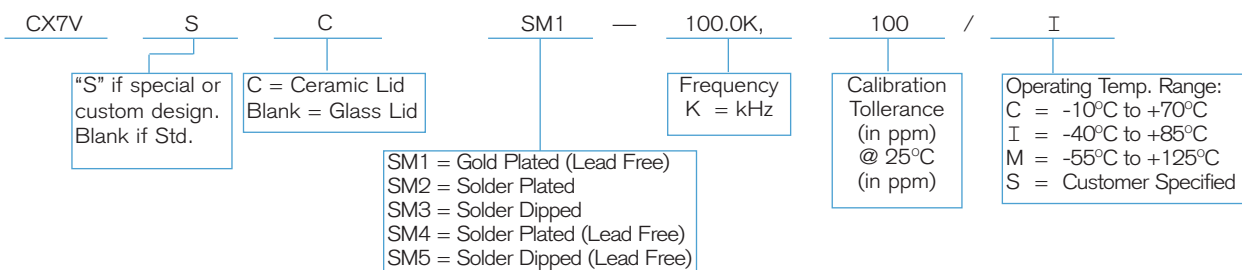 CX7V S C SM1 — 100.0K, 100 / I
“S” if special or
custom design.
Blank if Std.
C = Ceramic Lid
Blank = Glass Lid
SM1 = Gold Plated (Lead Free)
SM2 = Solder Plated
SM3 = Solder Dipped
SM4 = Solder Plated (Lead Free)
SM5 = Solder Dipped (Lead Free)
Frequency
K = kHz
Calibration
Tollerance
(in ppm)
@ 25°C
(in ppm)
Operating Temp. Range:
C = -10°C to +70°C
I = -40°C to +85°C
M = -55°C to +125°C
S = Customer Specified